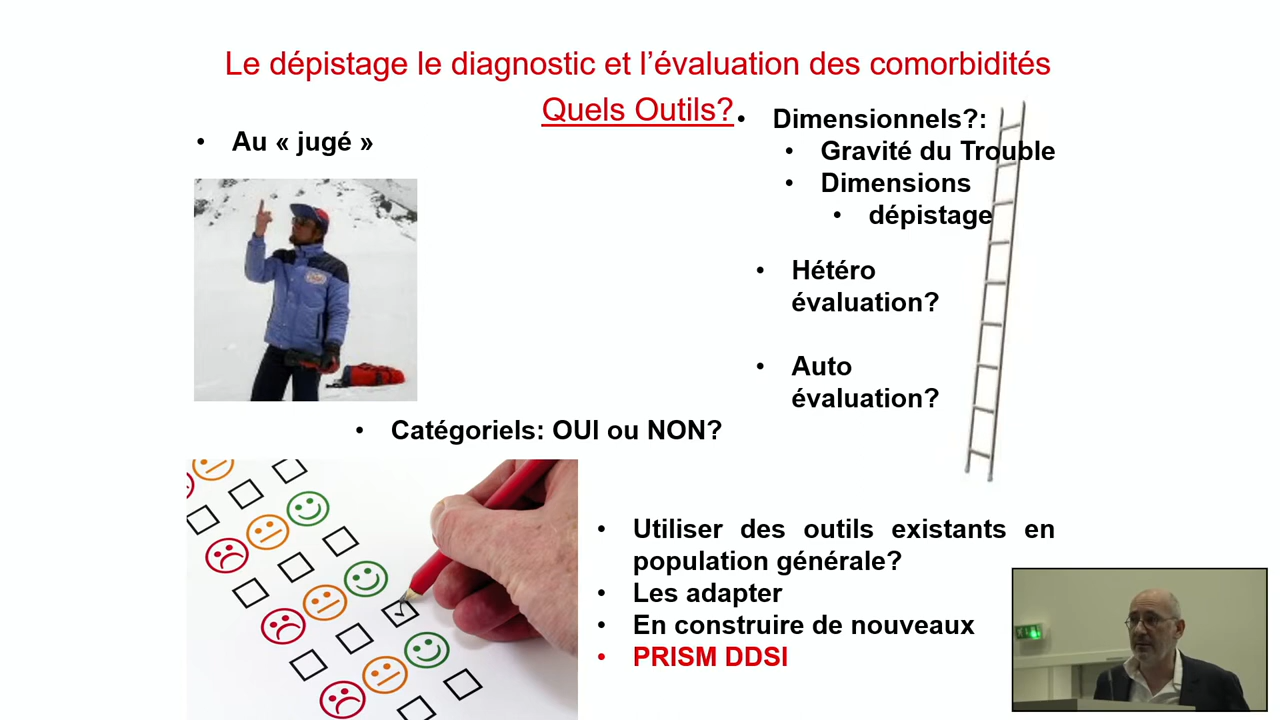 Le dépistage le diagnostic et l’évaluation des comorbidités
Quels Outils?
• Au « jugé »
• Dimensionnels?:
• Gravité du Trouble
• Dimensions
• dépistage
• Hétéro
évaluation?
• Auto
évaluation?
• Catégoriels: OUI ou NON?
• Utiliser des outils existants en
population générale?
• Les adapter
• En construire de nouveaux
• PRISM DDSI